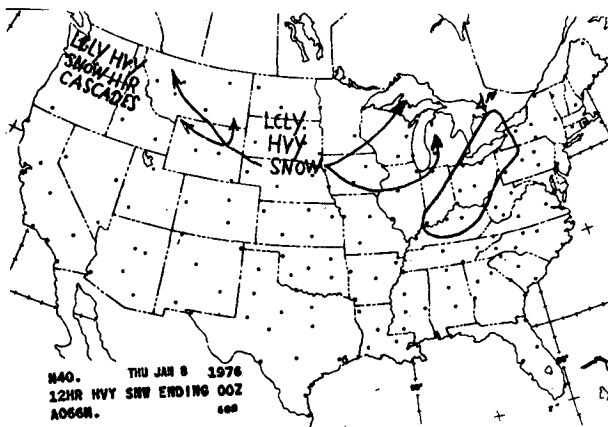 LCLY HVY
SNOW HIR
CASCADES
LCLY
HVY
SNOW
N40. THU JAN 8 1976
12HR HVY SNW ENDING 00Z
A066N.